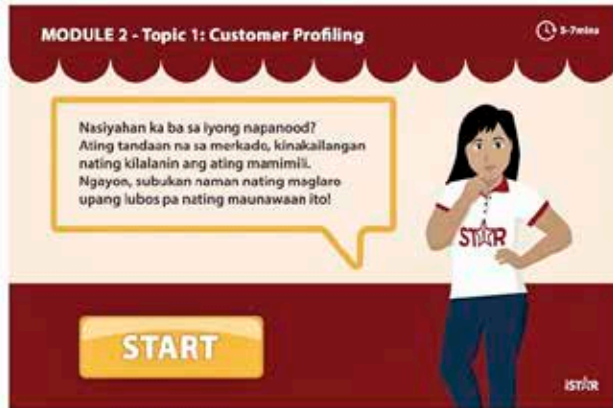 MODULE 2 - Topic 1: Customer Profiling
5-7mins
Nasiyahan ka ba sa iyong napanood?
Ating tandaan na sa merkado, kinakailangan
nating kilalanin ang ating mamimili.
Ngayon, subukan naman nating maglaro
upang lubos pa nating maunawaan ito!
STAR
START
iSTAR